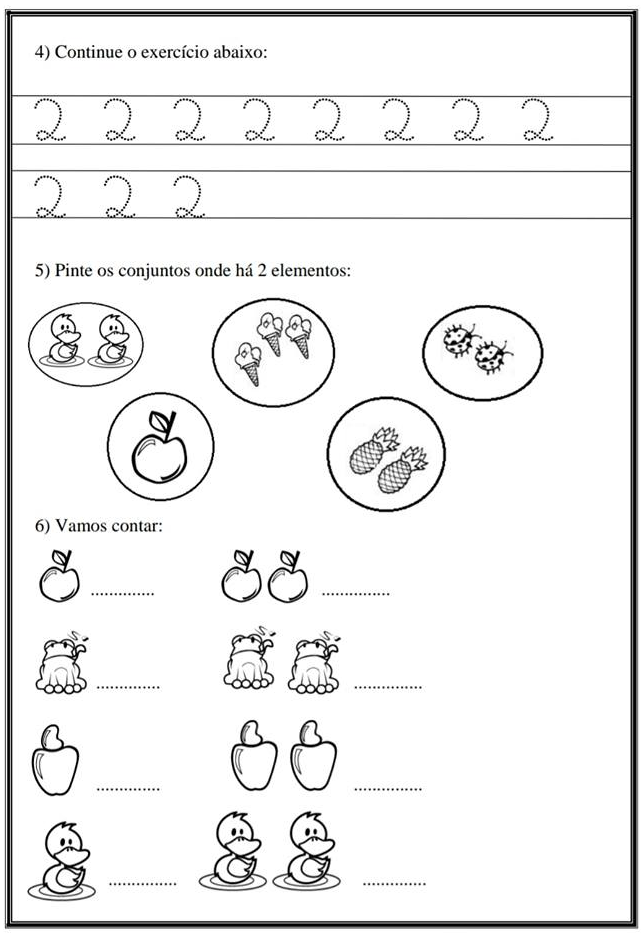 4) Continue o exercício abaixo:
2 2 2 2 2 2 2 2
2 2 2
5) Pinte os conjuntos onde há 2 elementos:
6) Vamos contar:
.............. ..............
.............. ..............
.............. ..............
.............. ..............